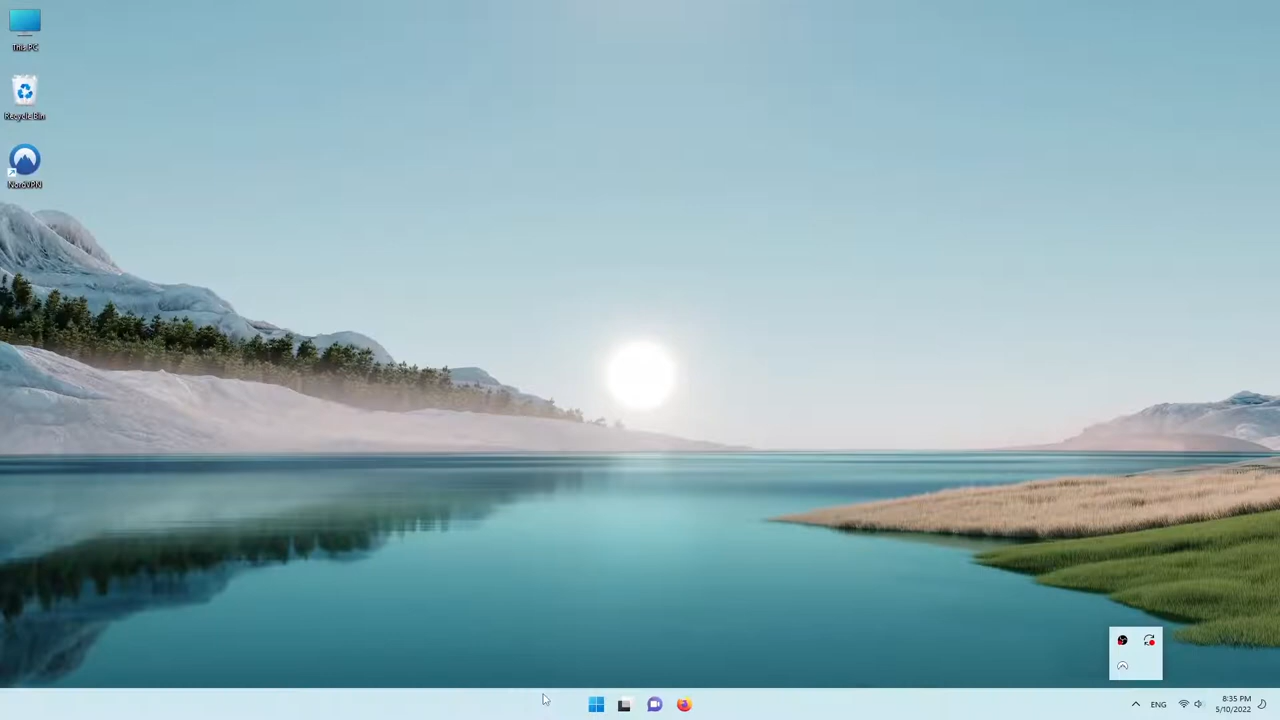 This PC
Recycle Bin
NordVPN
ENG
8:35 PM
5/10/2022